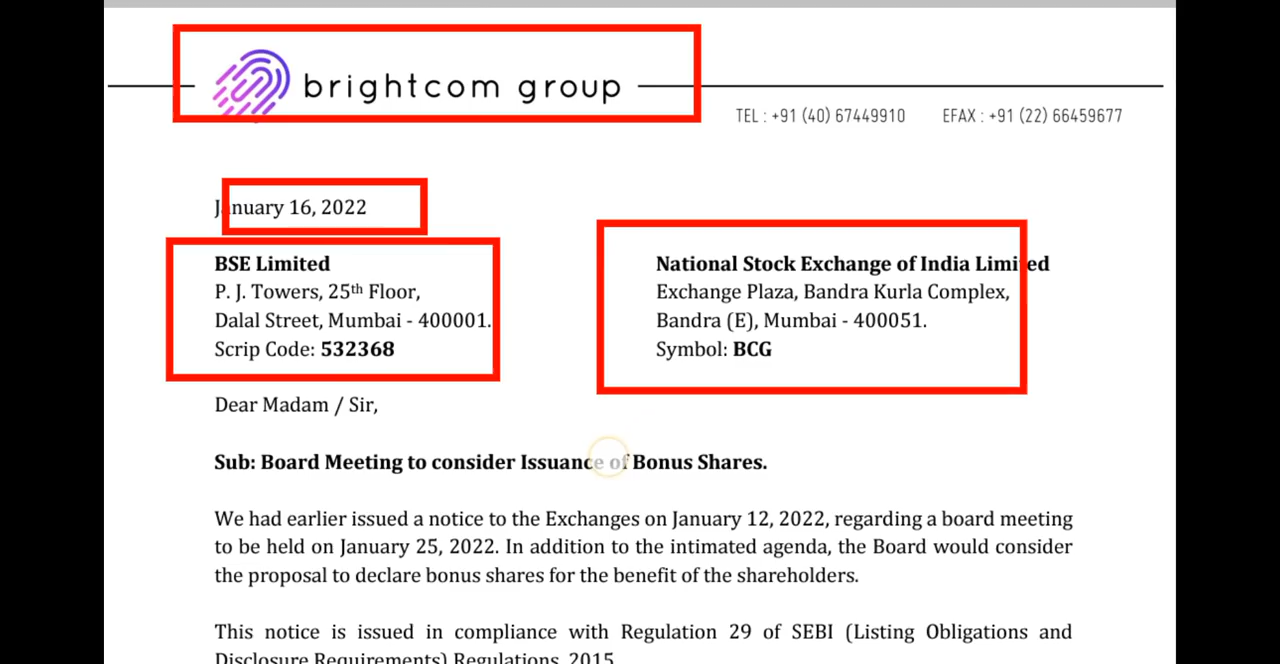 brightcom group
TEL : +91 (40) 67449910 EFAX : +91 (22) 66459677
January 16, 2022
BSE Limited
P. J. Towers, 25th Floor,
Dalal Street, Mumbai - 400001.
Scrip Code: 532368
National Stock Exchange of India Limited
Exchange Plaza, Bandra Kurla Complex,
Bandra (E), Mumbai - 400051.
Symbol: BCG
Dear Madam / Sir,
Sub: Board Meeting to consider Issuance of Bonus Shares.
We had earlier issued a notice to the Exchanges on January 12, 2022, regarding a board meeting
to be held on January 25, 2022. In addition to the intimated agenda, the Board would consider
the proposal to declare bonus shares for the benefit of the shareholders.
This notice is issued in compliance with Regulation 29 of SEBI (Listing Obligations and
Disclosure Requirements) Regulations, 2015